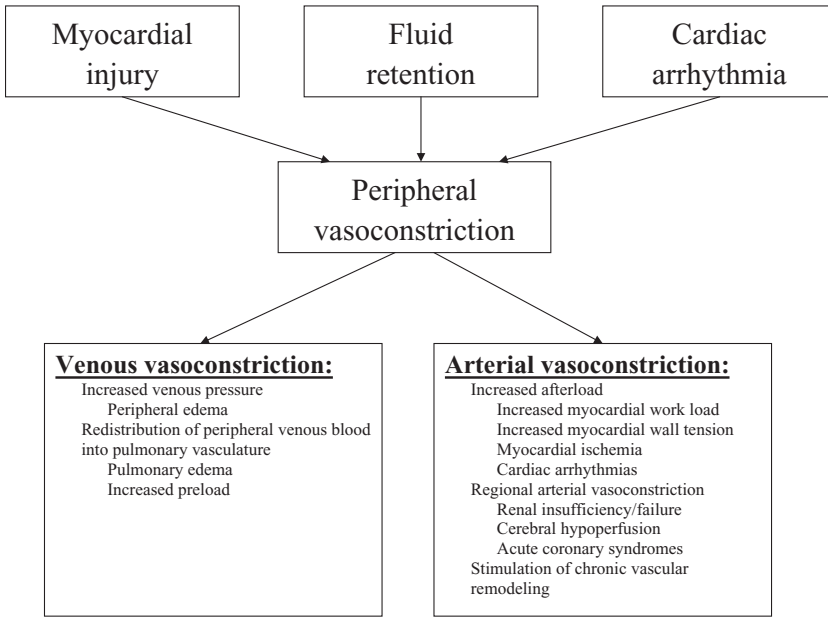 Myocardial
injury
Fluid
retention
Cardiac
arrhythmia
Peripheral
vasoconstriction
Venous vasoconstriction:
Increased venous pressure
Peripheral edema
Redistribution of peripheral venous blood
into pulmonary vasculature
Pulmonary edema
Increased preload
Arterial vasoconstriction:
Increased afterload
Increased myocardial work load
Increased myocardial wall tension
Myocardial ischemia
Cardiac arrhythmias
Regional arterial vasoconstriction
Renal insufficiency/failure
Cerebral hypoperfusion
Acute coronary syndromes
Stimulation of chronic vascular
remodeling